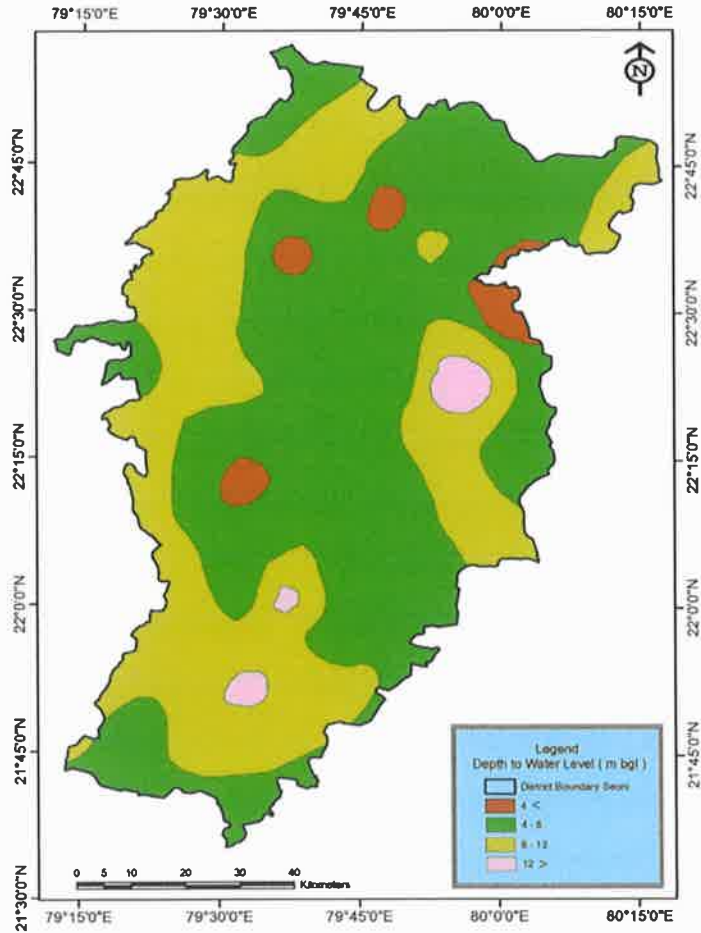 79°15'0"E 79°30'0"E 79°45'0"E 80°0'0"E 80°15'0"E
N
22°45'0"N 22°45'0"N
22°30'0"N 22°30'0"N
22°15'0"N 22°15'0"N
22°0'0"N 22°0'0"N
21°45'0"N 21°45'0"N
21°30'0"N
Legend
Depth to Water Level ( m bgl )
District Boundary Seoni
4 <
4 - 8
8 - 12
12 >
0 5 10 20 30 40
Kilometers
79°15'0"E 79°30'0"E 79°45'0"E 80°0'0"E 80°15'0"E